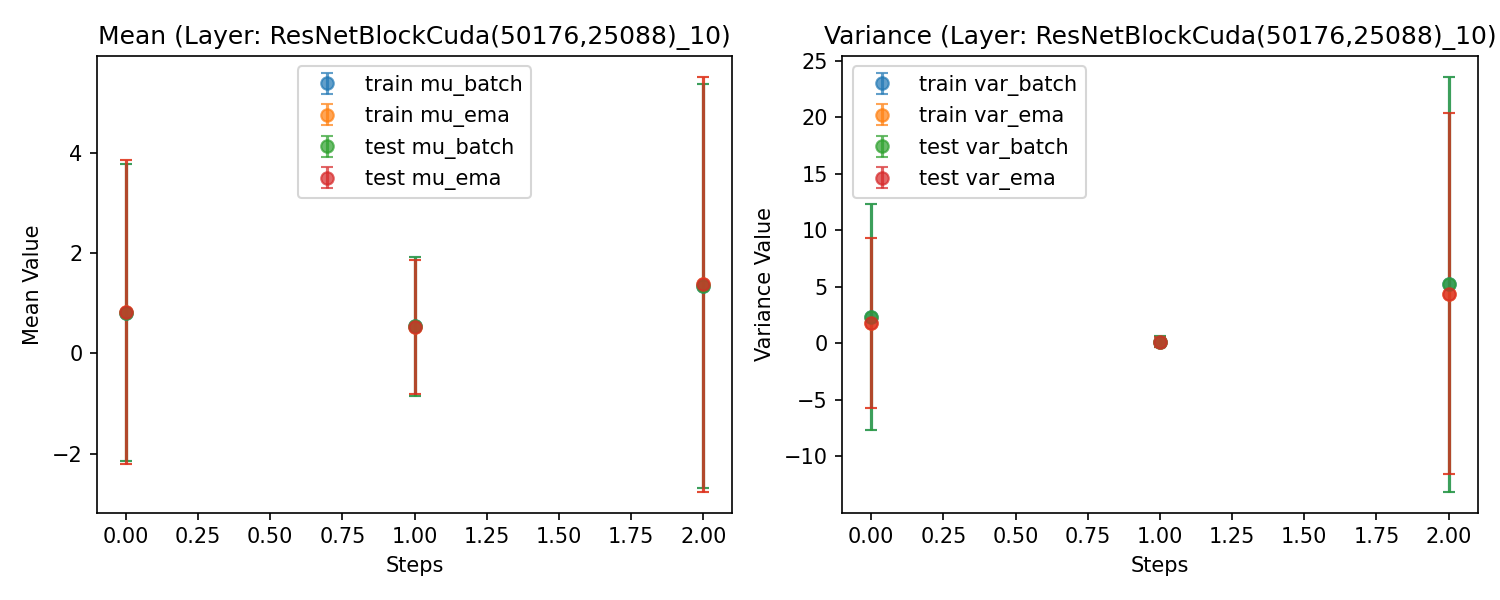 Mean (Layer: ResNetBlockCuda(50176,25088)_10)
train mu_batch
train mu_ema
test mu_batch
test mu_ema
Mean Value
4
2
0
−2
0.00 0.25 0.50 0.75 1.00 1.25 1.50 1.75 2.00
Steps
Variance (Layer: ResNetBlockCuda(50176,25088)_10)
train var_batch
train var_ema
test var_batch
test var_ema
Variance Value
25
20
15
10
5
0
−5
−10
0.00 0.25 0.50 0.75 1.00 1.25 1.50 1.75 2.00
Steps